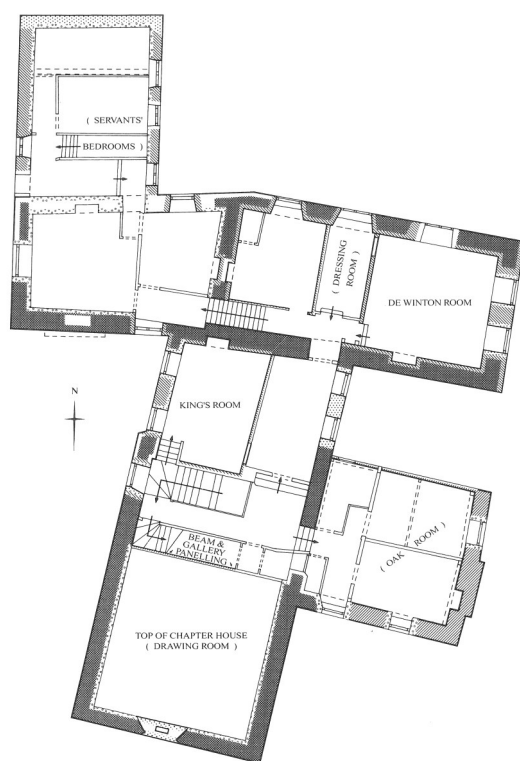 ( SERVANTS'
BEDROOMS )
( DRESSING
ROOM )
DE WINTON ROOM
N
KING'S ROOM
BEAM &
GALLERY
PANELLING
( OAK ROOM )
TOP OF CHAPTER HOUSE
( DRAWING ROOM )